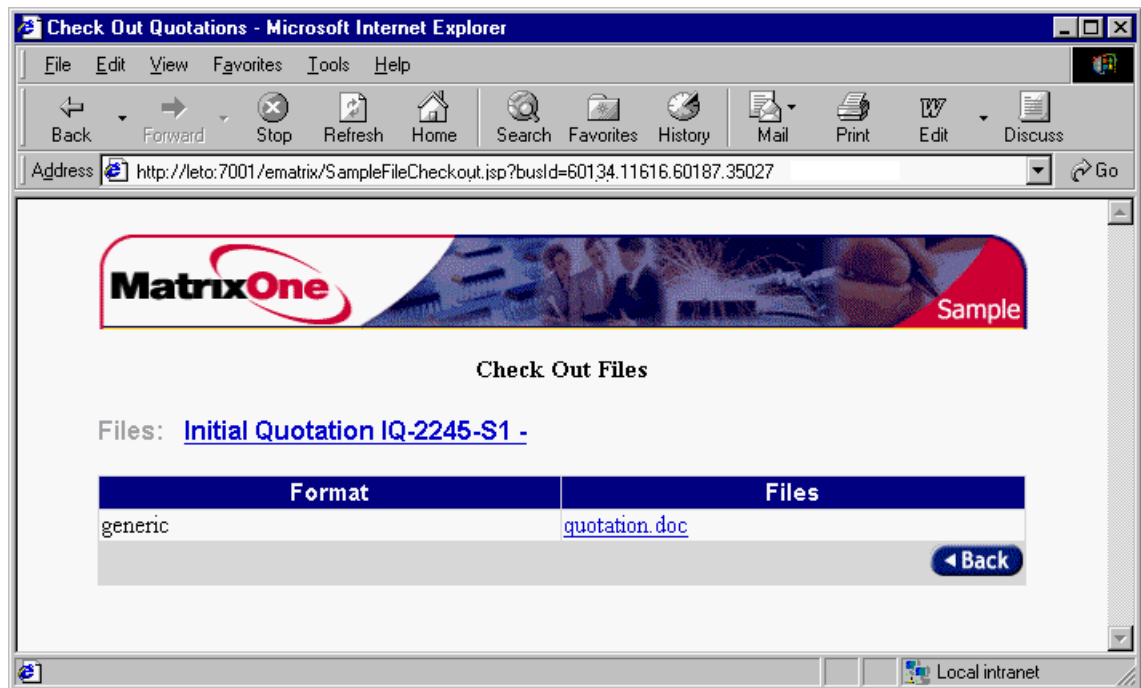 Check Out Quotations - Microsoft Internet Explorer
File Edit View Favorites Tools Help
Back Forward Stop Refresh Home Search Favorites History Mail Print Edit Discuss
Address http://leto:7001/ematrix/SampleFileCheckout.jsp?busId=60134.11616.60187.35027 Go
MatrixOne
Sample
Check Out Files
Files: Initial Quotation IQ-2245-S1 -
Format Files
generic quotation.doc
Back
Local intranet